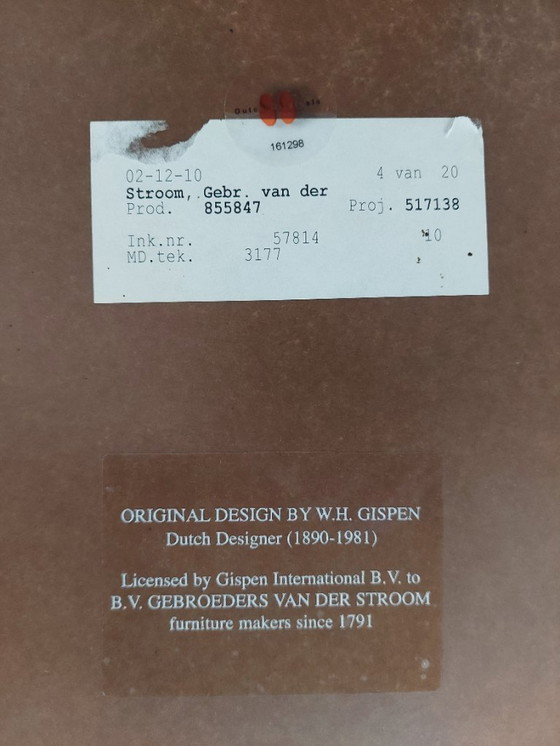 161298
02-12-10 4 van 20
Stroom, Gebr. van der
Prod. 855847 Proj. 517138
Ink.nr. 57814 10
MD.tek. 3177
ORIGINAL DESIGN BY W.H. GISPEN
Dutch Designer (1890-1981)
Licensed by Gispen International B.V. to
B.V. GEBROEDERS VAN DER STROOM
furniture makers since 1791